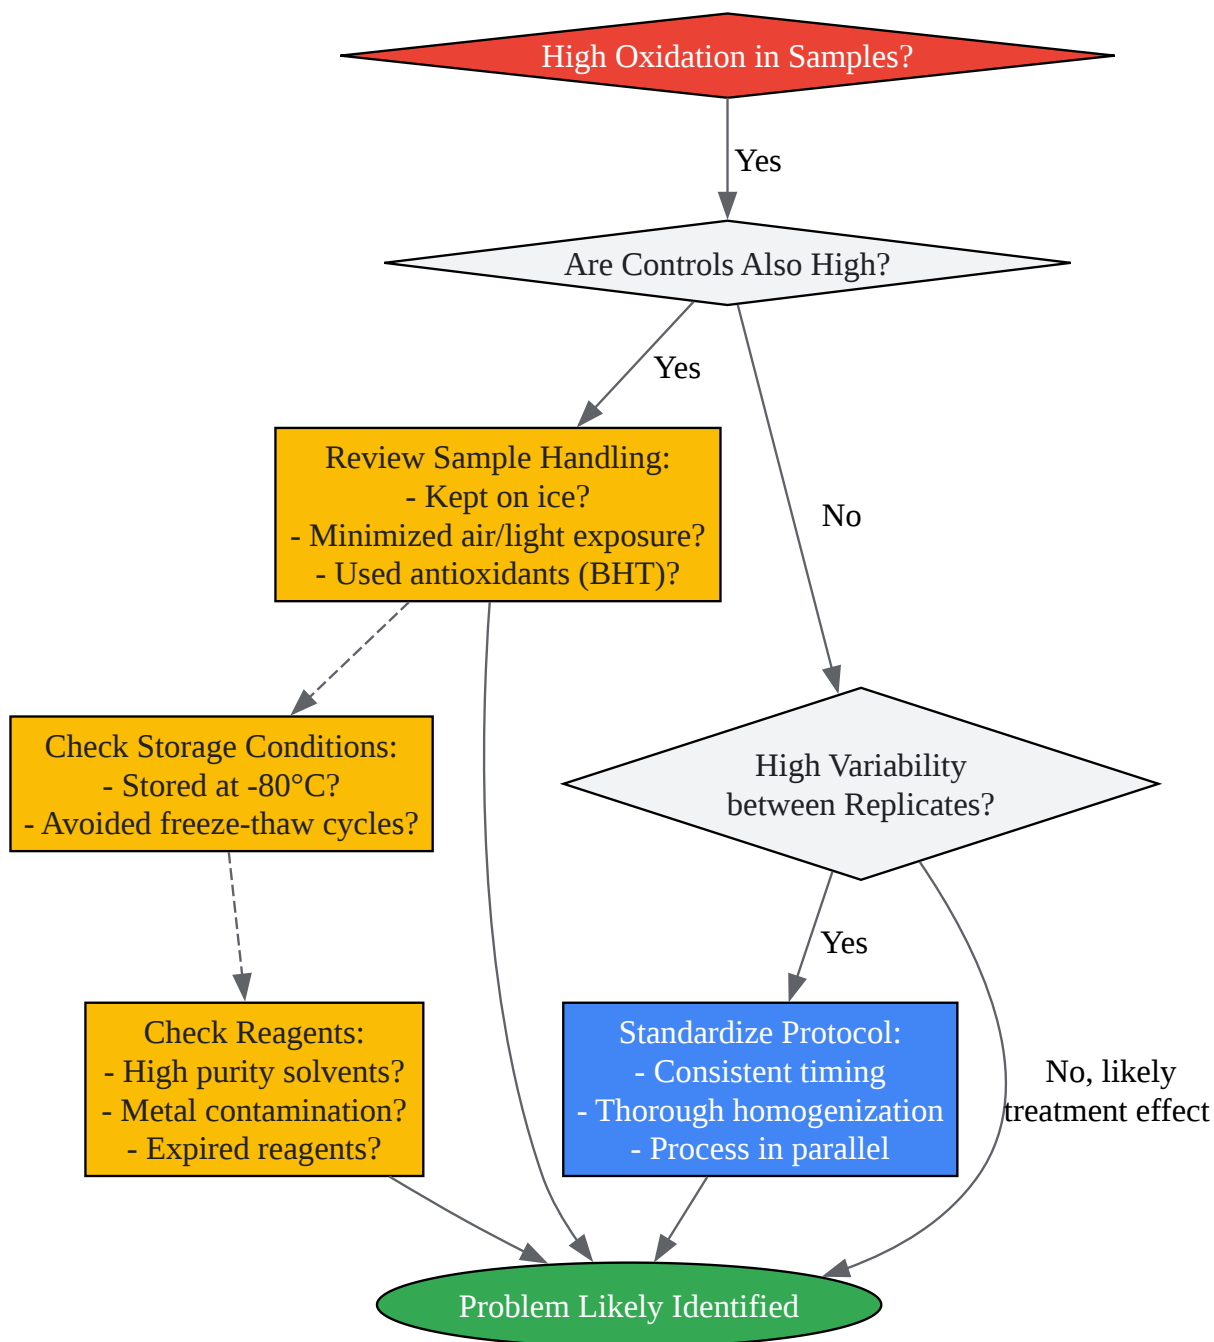 High Oxidation in Samples?
Yes
Are Controls Also High?
Yes
Review Sample Handling:
- Kept on ice?
- Minimized air/light exposure?
- Used antioxidants (BHT)?
No
Check Storage Conditions:
- Stored at -80°C?
- Avoided freeze-thaw cycles?
High Variability
between Replicates?
Yes
Check Reagents:
- High purity solvents?
- Metal contamination?
- Expired reagents?
Standardize Protocol:
- Consistent timing
- Thorough homogenization
- Process in parallel
No, likely
treatment effect
Problem Likely Identified